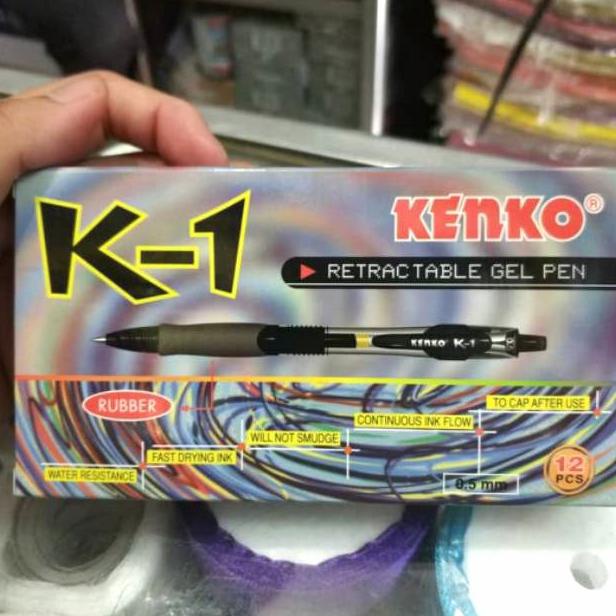 K-1
KENKO®
RETRACTABLE GEL PEN
KENKO K-1
RUBBER
TO CAP AFTER USE
CONTINUOUS INK FLOW
WILL NOT SMUDGE
FAST DRYING INK
WATER RESISTANCE
0.5 mm
12
PCS